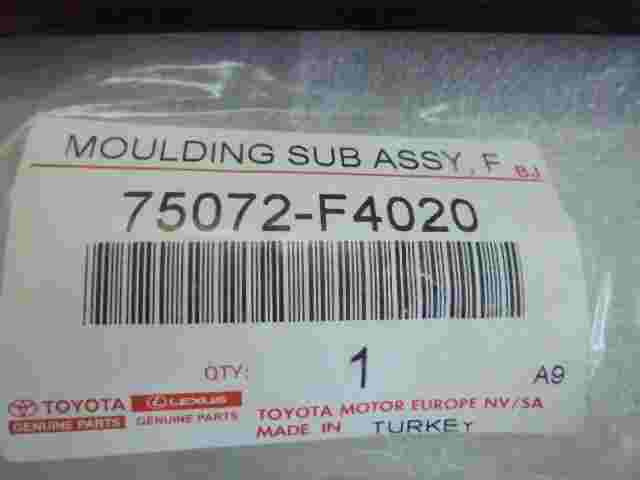 MOULDING SUB ASSY, F BJ
75072-F4020
QTY: 1 A9
TOYOTA LEXUS
GENUINE PARTS GENUINE PARTS
TOYOTA MOTOR EUROPE NV/SA
MADE IN TURKEY